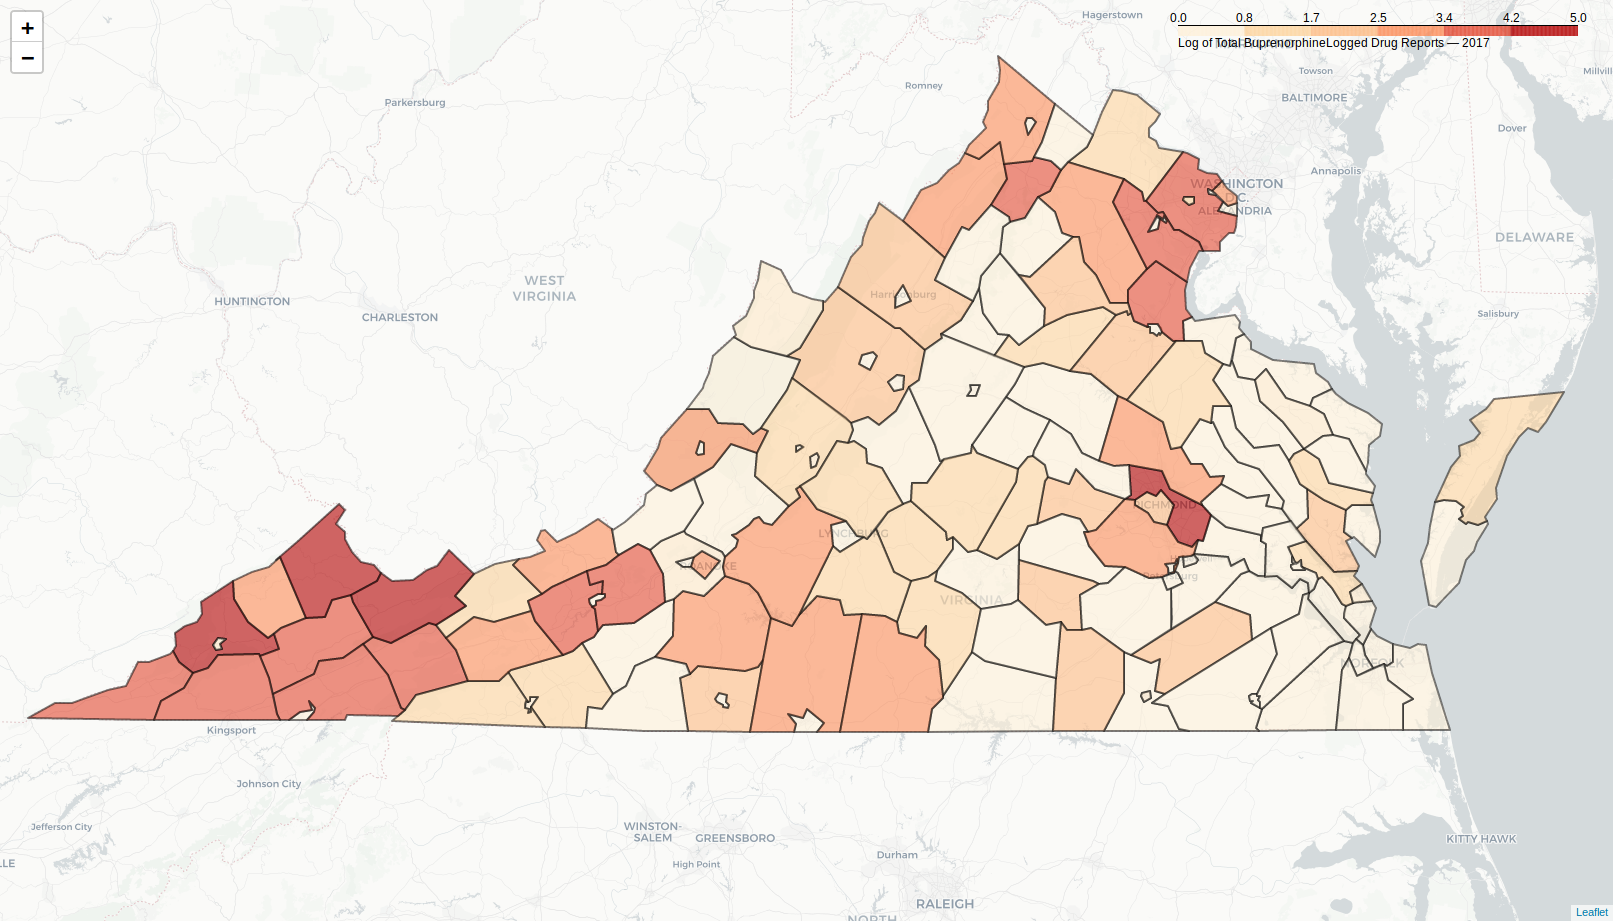 +
−
0.0 0.8 1.7 2.5 3.4 4.2 5.0
Log of Total BuprenorphineLogged Drug Reports — 2017
Hagerstown
Towson
Romney
BALTIMORE
Parkersburg
Dover
Annapolis
WASHINGTON
D.C.
ALEXANDRIA
DELAWARE
WEST
VIRGINIA
HUNTINGTON
Harrisonburg
CHARLESTON
Salisbury
RICHMOND
LYNCHBURG
Hopewell
ROANOKE
Petersburg
VIRGINIA
NORFOLK
Kingsport
Johnson City
Jefferson City
WINSTON-
SALEM
GREENSBORO
KITTY HAWK
Durham
High Point
RALEIGH
NORTH
Leaflet